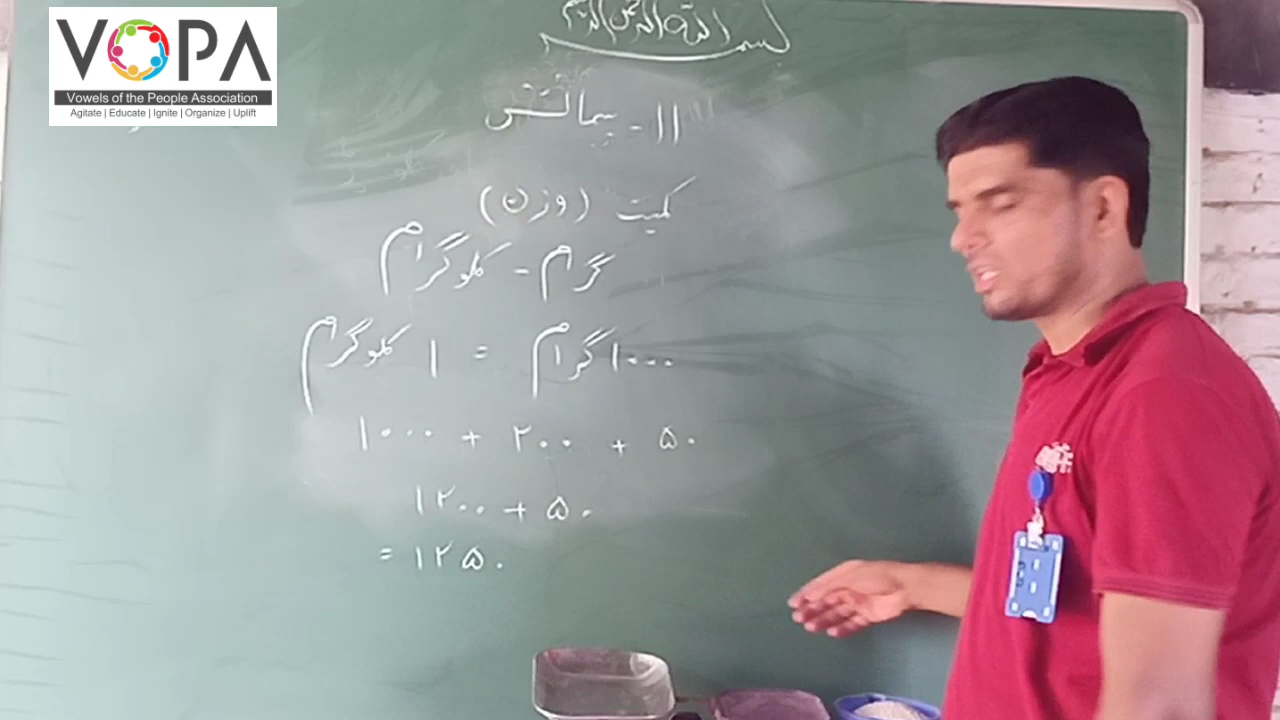 VOPA
Vowels of the People Association
Agitate | Educate | Ignite | Organize | Uplift
بسم اللہ الرحمن الرحیم
۱۱ - پیمائش
کمیت (وزن)
گرام - کلوگرام
۱۰۰۰ گرام = ۱ کلوگرام
۱۰۰۰ + ۲۰۰ + ۵۰
۱۲۰۰ + ۵۰
= ۱۲۵۰